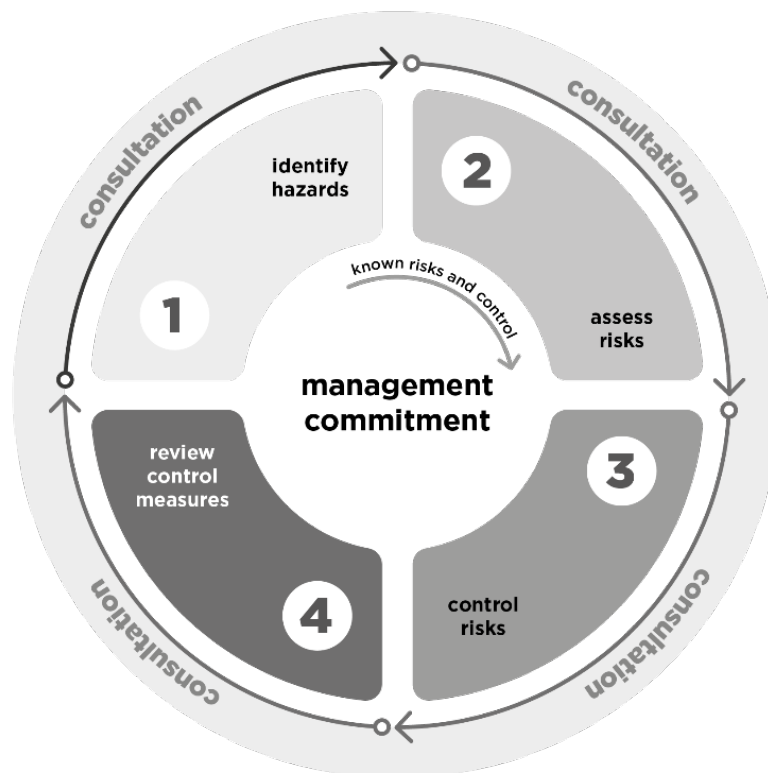 consultation
consultation
identify
hazards
2
1
known risks and control
assess
risks
management
commitment
review
control
measures
3
4
control
risks
consultation
consultation